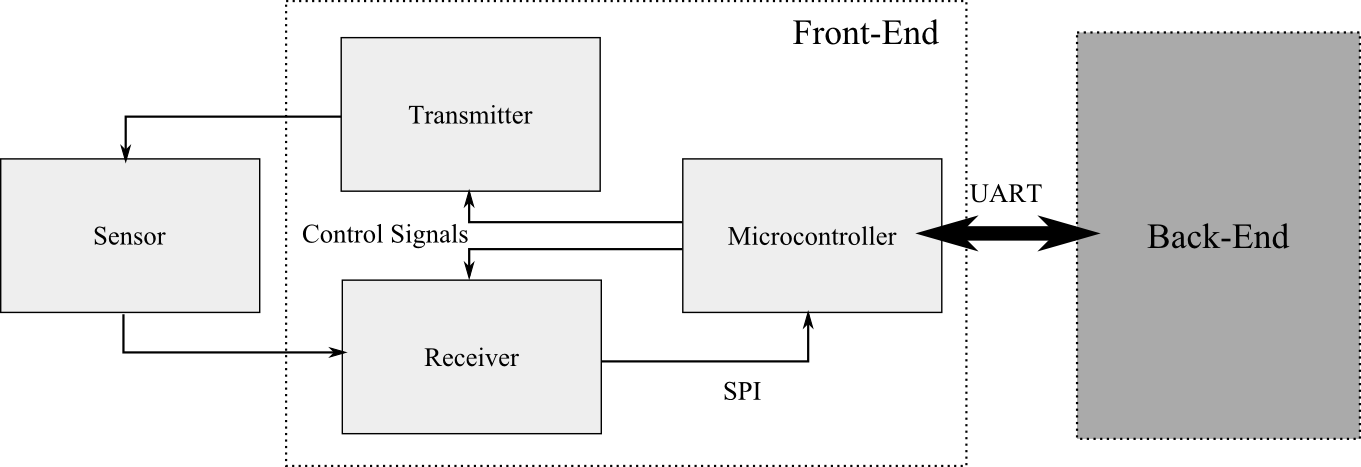 Front-End
Transmitter
UART
Sensor
Control Signals
Microcontroller
Back-End
Receiver
SPI